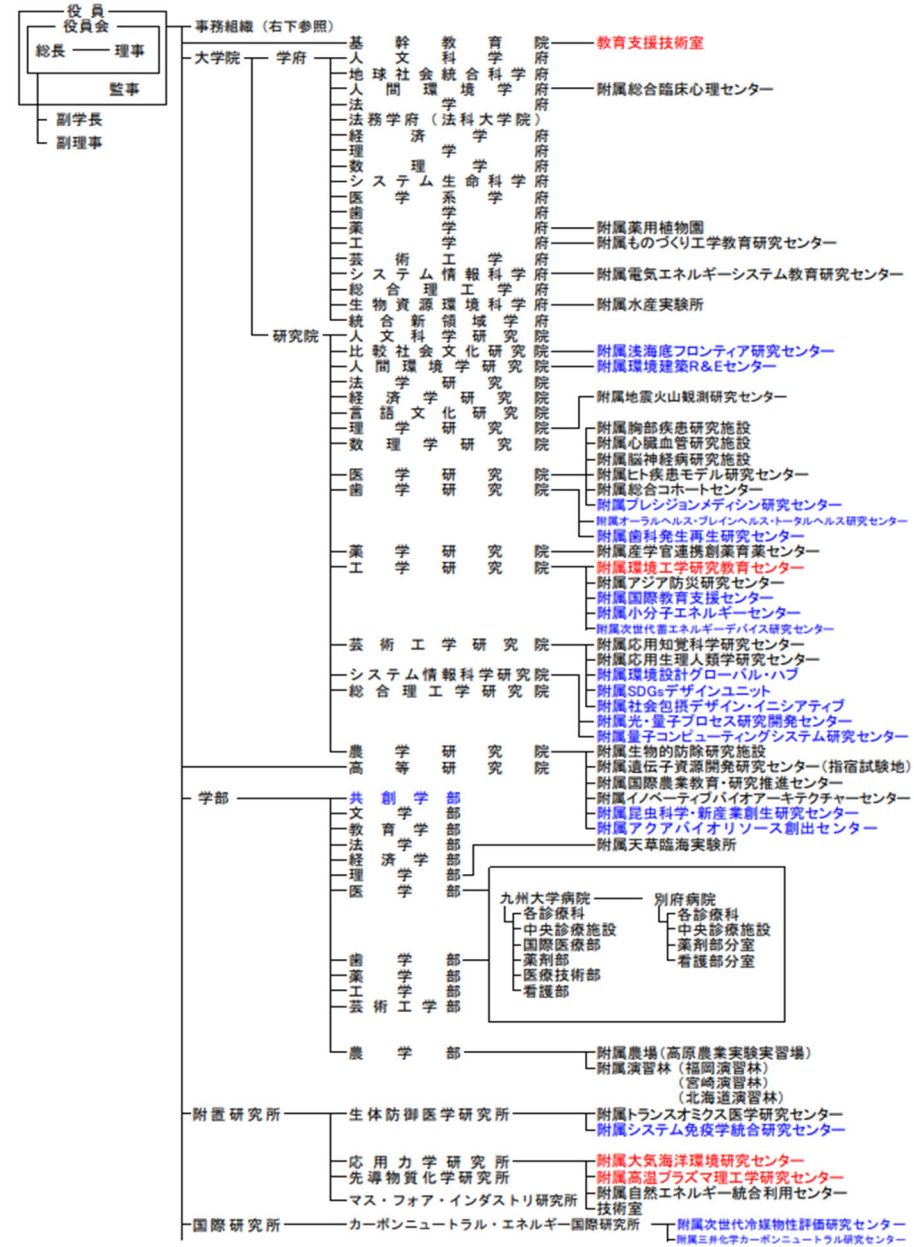 役 員
役員会
総長 理事
監事
副学長
副理事
事務組織 (右下参照)
基幹教育院 教育支援技術室
大学院 学府 人文科学府
地球社会統合科学府
人間環境学府 附属総合臨床心理センター
法学府
法務学府(法科大学院)
経済学府
理学府
数理学府
システム生命科学府
医学系学府
歯学府
薬学府 附属薬用植物園
工学府 附属ものづくり工学教育研究センター
芸術工学府
システム情報科学府 附属電気エネルギーシステム教育研究センター
総合理工学府
生物資源環境科学府 附属水産実験所
統合新領域学府
研究院 人文科学研究院
比較社会文化研究院 附属浅海底フロンティア研究センター
人間環境学研究院 附属環境建築R&Eセンター
法学研究院
経済学研究院 附属地震火山観測研究センター
言語文化研究院
理学研究院 附属胸部疾患研究施設
数理学研究院 附属心臓血管研究施設
附属脳神経病研究施設
医学研究院 附属ヒト疾患モデル研究センター
歯学研究院 附属総合コホートセンター
附属プレシジョンメディシン研究センター
附属オーラルヘルス・ブレインヘルス・トータルヘルス研究センター
附属歯科発生再生研究センター
薬学研究院 附属産学官連携創薬育薬センター
工学研究院 附属環境工学研究教育センター
附属アジア防災研究センター
附属国際教育支援センター
附属小分子エネルギーセンター
附属次世代蓄エネルギーデバイス研究センター
芸術工学研究院 附属応用知覚科学研究センター
附属応用生理人類学研究センター
システム情報科学研究院 附属環境設計グローバル・ハブ
総合理工学研究院 附属SDGsデザインユニット
附属社会包摂デザイン・イニシアティブ
附属光・量子プロセス研究開発センター
附属量子コンピューティングシステム研究センター
農学研究院 附属生物的防除研究施設
高等研究院 附属遺伝子資源開発研究センター(指宿試験地)
附属国際農業教育・研究推進センター
学部 共創学部 附属イノベーティブバイオアーキテクチャーセンター
文学部 附属昆虫科学・新産業創生研究センター
教育学部 附属アクアバイオリソース創出センター
法学部 附属天草臨海実験所
経済学部
理学部
医学部
九州大学病院 別府病院
各診療科 各診療科
中央診療施設 中央診療施設
国際医療部 薬剤部分室
歯学部 薬剤部 看護部分室
薬学部 医療技術部
工学部 看護部
芸術工学部
農学部 附属農場(高原農業実験実習場)
附属演習林 (福岡演習林)
(宮崎演習林)
(北海道演習林)
附置研究所 生体防御医学研究所 附属トランスオミクス医学研究センター
附属システム免疫学統合研究センター
応用力学研究所 附属大気海洋環境研究センター
先導物質化学研究所 附属高温プラズマ理工学研究センター
附属自然エネルギー統合利用センター
マス・フォア・インダストリ研究所 技術室
国際研究所 カーボンニュートラル・エネルギー国際研究所 附属次世代冷媒物性評価研究センター
附属三井化学カーボンニュートラル研究センター